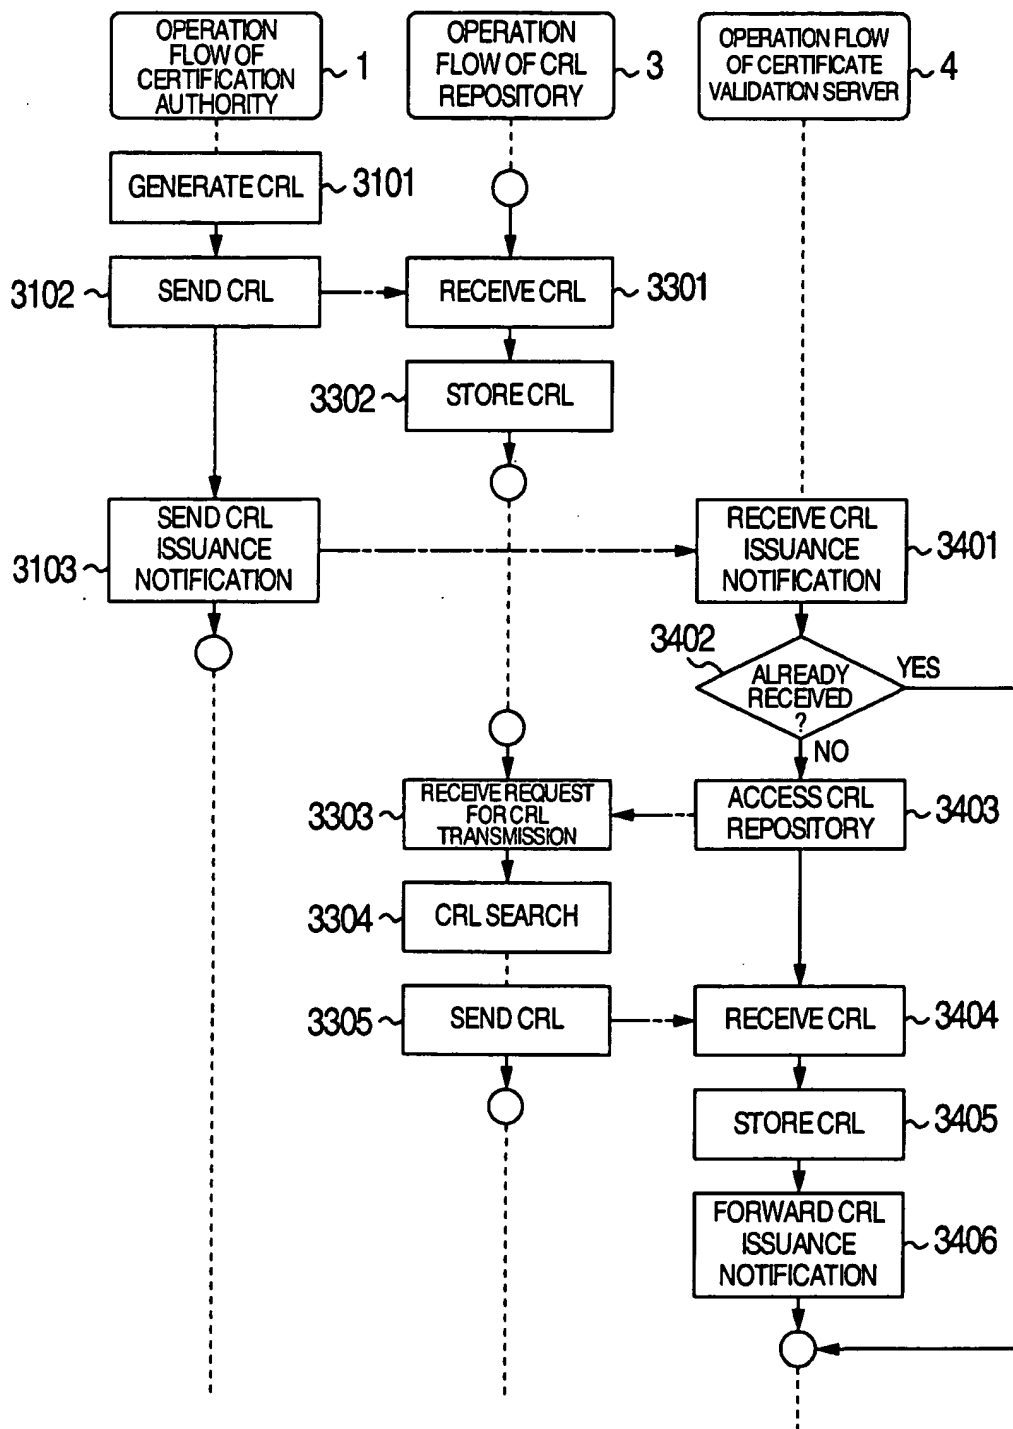 OPERATION
FLOW OF
CERTIFICATION
AUTHORITY
1
OPERATION
FLOW OF CRL
REPOSITORY
3
OPERATION FLOW
OF CERTIFICATE
VALIDATION SERVER
4
GENERATE CRL
3101
3102
SEND CRL
RECEIVE CRL
3301
3302
STORE CRL
3103
SEND CRL
ISSUANCE
NOTIFICATION
RECEIVE CRL
ISSUANCE
NOTIFICATION
3401
3402
ALREADY
RECEIVED
?
YES
NO
3303
RECEIVE REQUEST
FOR CRL
TRANSMISSION
ACCESS CRL
REPOSITORY
3403
3304
CRL SEARCH
3305
SEND CRL
RECEIVE CRL
3404
STORE CRL
3405
FORWARD CRL
ISSUANCE
NOTIFICATION
3406